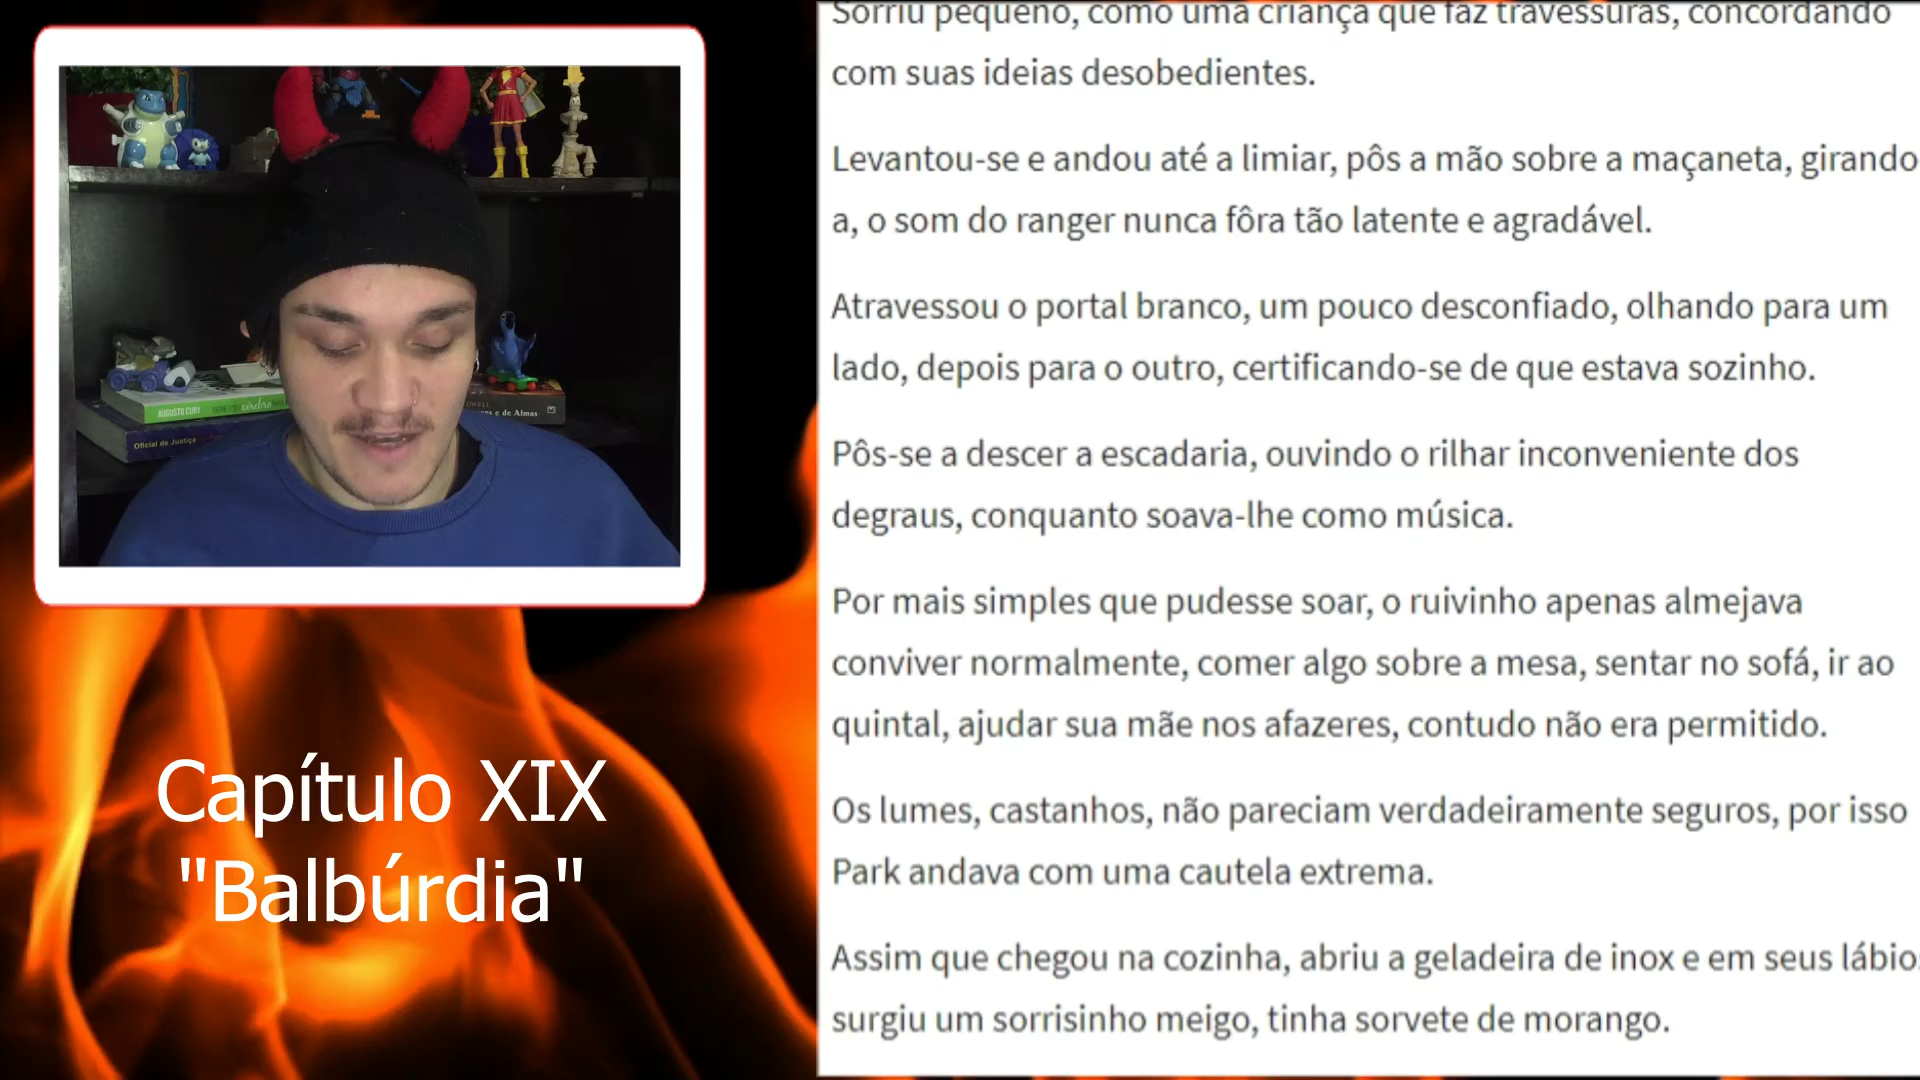 Sorriu pequeno, como uma criança que faz travessuras, concordando
com suas ideias desobedientes.
Levantou-se e andou até a limiar, pôs a mão sobre a maçaneta, girando
a, o som do ranger nunca fôra tão latente e agradável.
Atravessou o portal branco, um pouco desconfiado, olhando para um
lado, depois para o outro, certificando-se de que estava sozinho.
Pôs-se a descer a escadaria, ouvindo o rilhar inconveniente dos
degraus, conquanto soava-lhe como música.
Por mais simples que pudesse soar, o ruivinho apenas almejava
conviver normalmente, comer algo sobre a mesa, sentar no sofá, ir ao
quintal, ajudar sua mãe nos afazeres, contudo não era permitido.
Os lumes, castanhos, não pareciam verdadeiramente seguros, por isso
Park andava com uma cautela extrema.
Assim que chegou na cozinha, abriu a geladeira de inox e em seus lábio
surgiu um sorrisinho meigo, tinha sorvete de morango.
AUGUSTO CURY
cérebro
Oficial de Justiça
e de Almas
Capítulo XIX
"Balbúrdia"